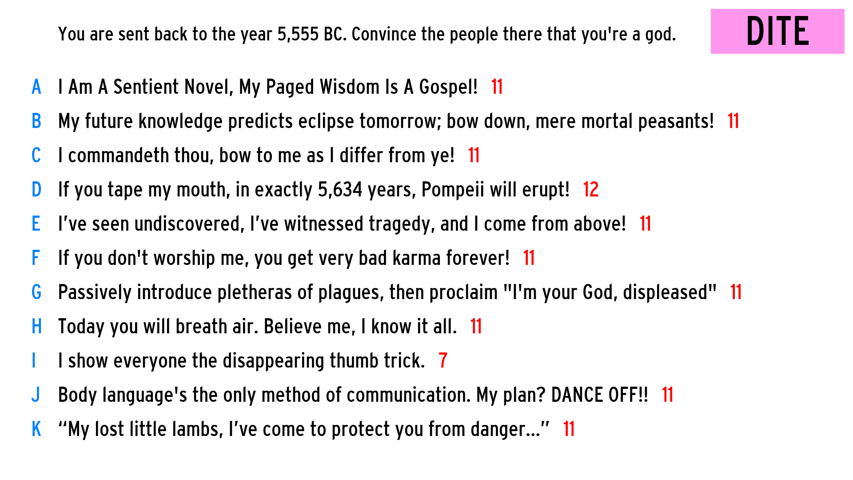 You are sent back to the year 5,555 BC. Convince the people there that you're a god.
DITE
A I Am A Sentient Novel, My Paged Wisdom Is A Gospel! 11
B My future knowledge predicts eclipse tomorrow; bow down, mere mortal peasants! 11
C I commandeth thou, bow to me as I differ from ye! 11
D If you tape my mouth, in exactly 5,634 years, Pompeii will erupt! 12
E I’ve seen undiscovered, I’ve witnessed tragedy, and I come from above! 11
F If you don't worship me, you get very bad karma forever! 11
G Passively introduce pletheras of plagues, then proclaim "I'm your God, displeased" 11
H Today you will breath air. Believe me, I know it all. 11
I I show everyone the disappearing thumb trick. 7
J Body language's the only method of communication. My plan? DANCE OFF!! 11
K “My lost little lambs, I’ve come to protect you from danger...” 11